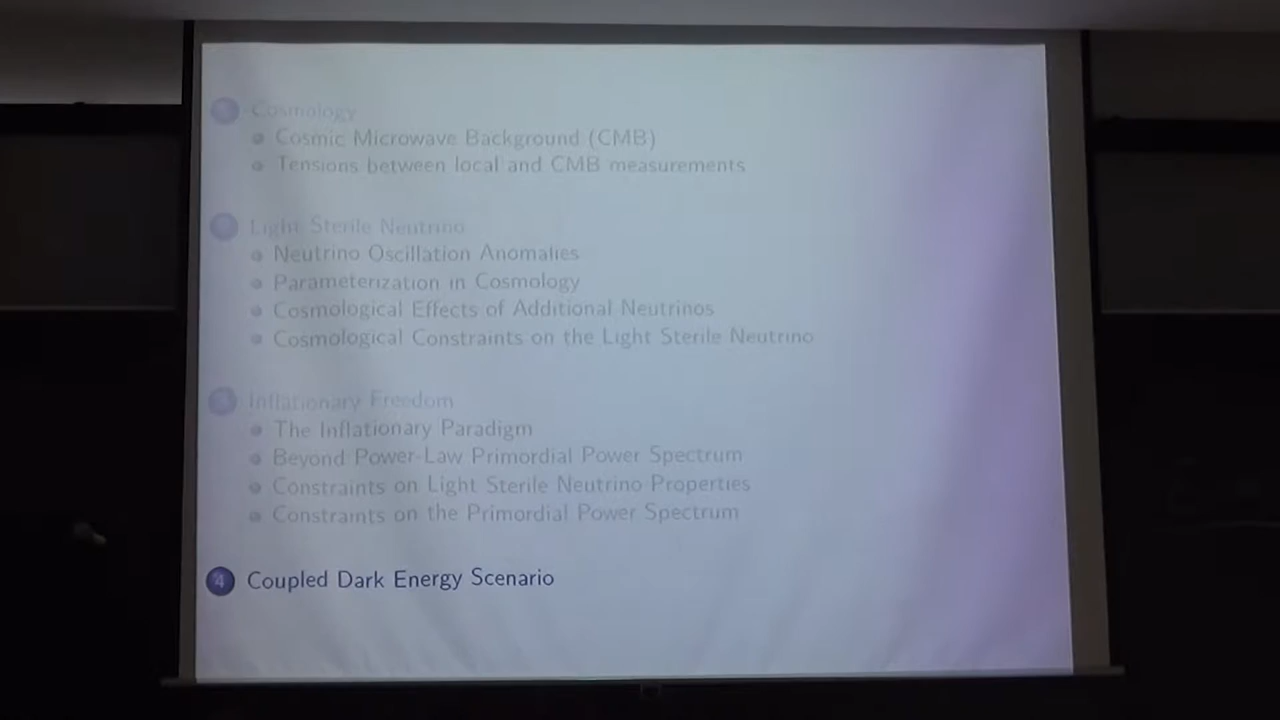 Cosmology
Cosmic Microwave Background (CMB)
Tensions between local and CMB measurements
Light Sterile Neutrino
Neutrino Oscillation Anomalies
Parameterization in Cosmology
Cosmological Effects of Additional Neutrinos
Cosmological Constraints on the Light Sterile Neutrino
3 Inflationary Freedom
The Inflationary Paradigm
Beyond Power-Law Primordial Power Spectrum
Constraints on Light Sterile Neutrino Properties
Constraints on the Primordial Power Spectrum
4 Coupled Dark Energy Scenario